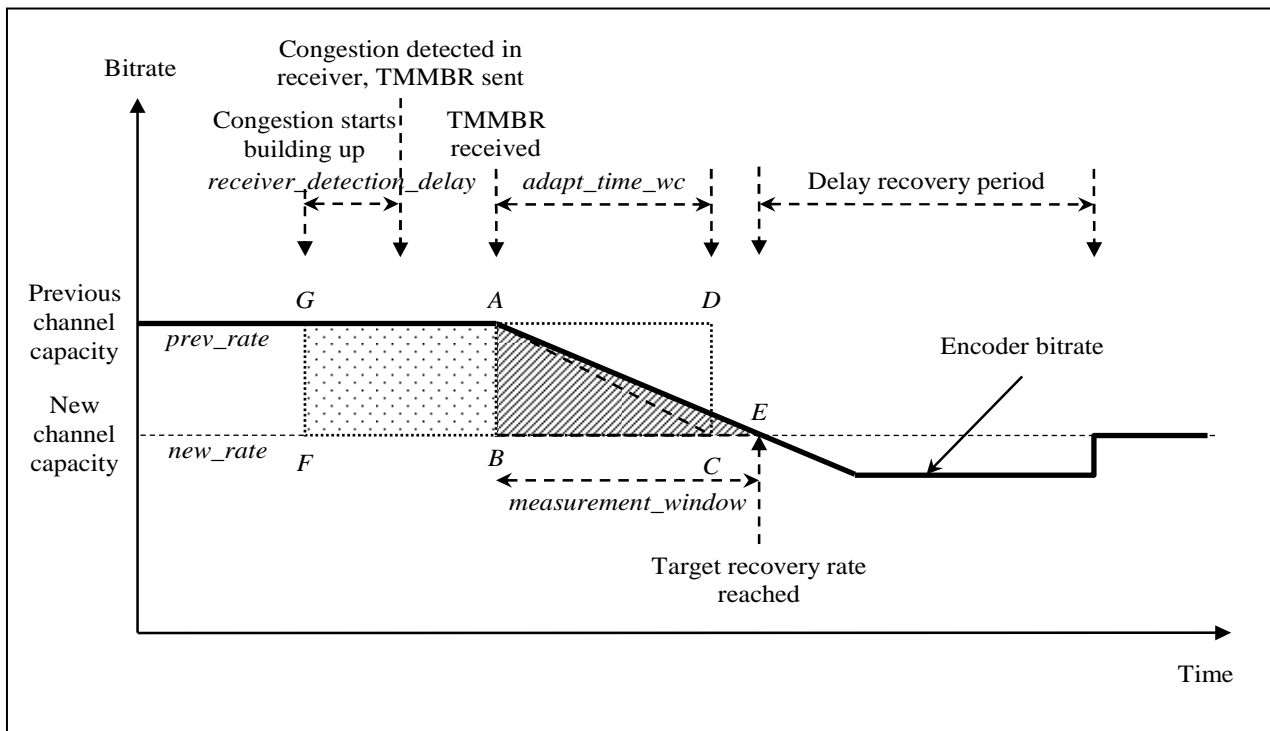 Congestion detected in
receiver, TMMBR sent
Bitrate
Congestion starts
building up
TMMBR
received
receiver_detection_delay
adapt_time_wc
Delay recovery period
G
A
D
Previous
channel
capacity
prev_rate
Encoder bitrate
New
channel
capacity
new_rate
E
F
B
C
measurement_window
Target recovery rate
reached
Time